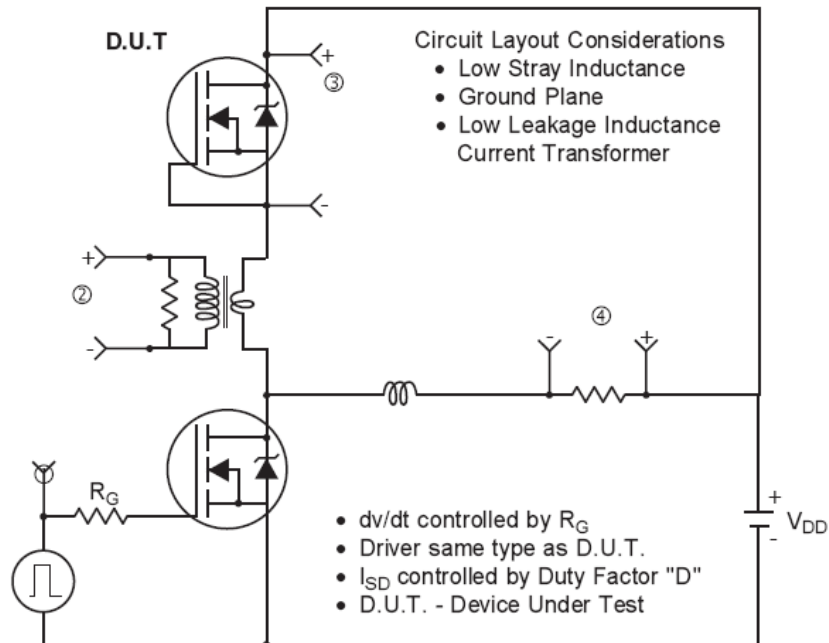 D.U.T
+
③
-
Circuit Layout Considerations
• Low Stray Inductance
• Ground Plane
• Low Leakage Inductance
Current Transformer
+
②
-
④
-
+
R_G
+
V_DD
-
• dv/dt controlled by R_G
• Driver same type as D.U.T.
• I_SD controlled by Duty Factor "D"
• D.U.T. - Device Under Test